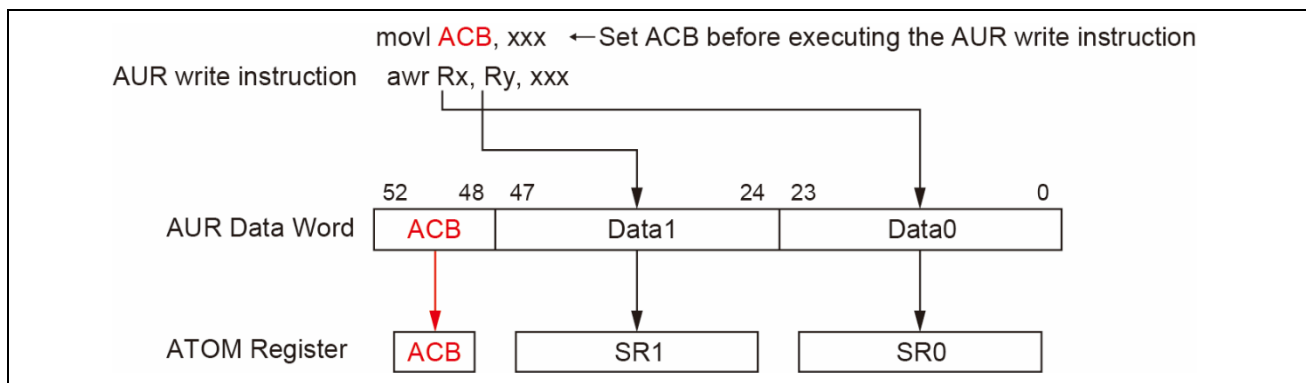 movl ACB, xxx ←Set ACB before executing the AUR write instruction
AUR write instruction awr Rx, Ry, xxx
52 48 47 24 23 0
AUR Data Word ACB Data1 Data0
ATOM Register ACB SR1 SR0